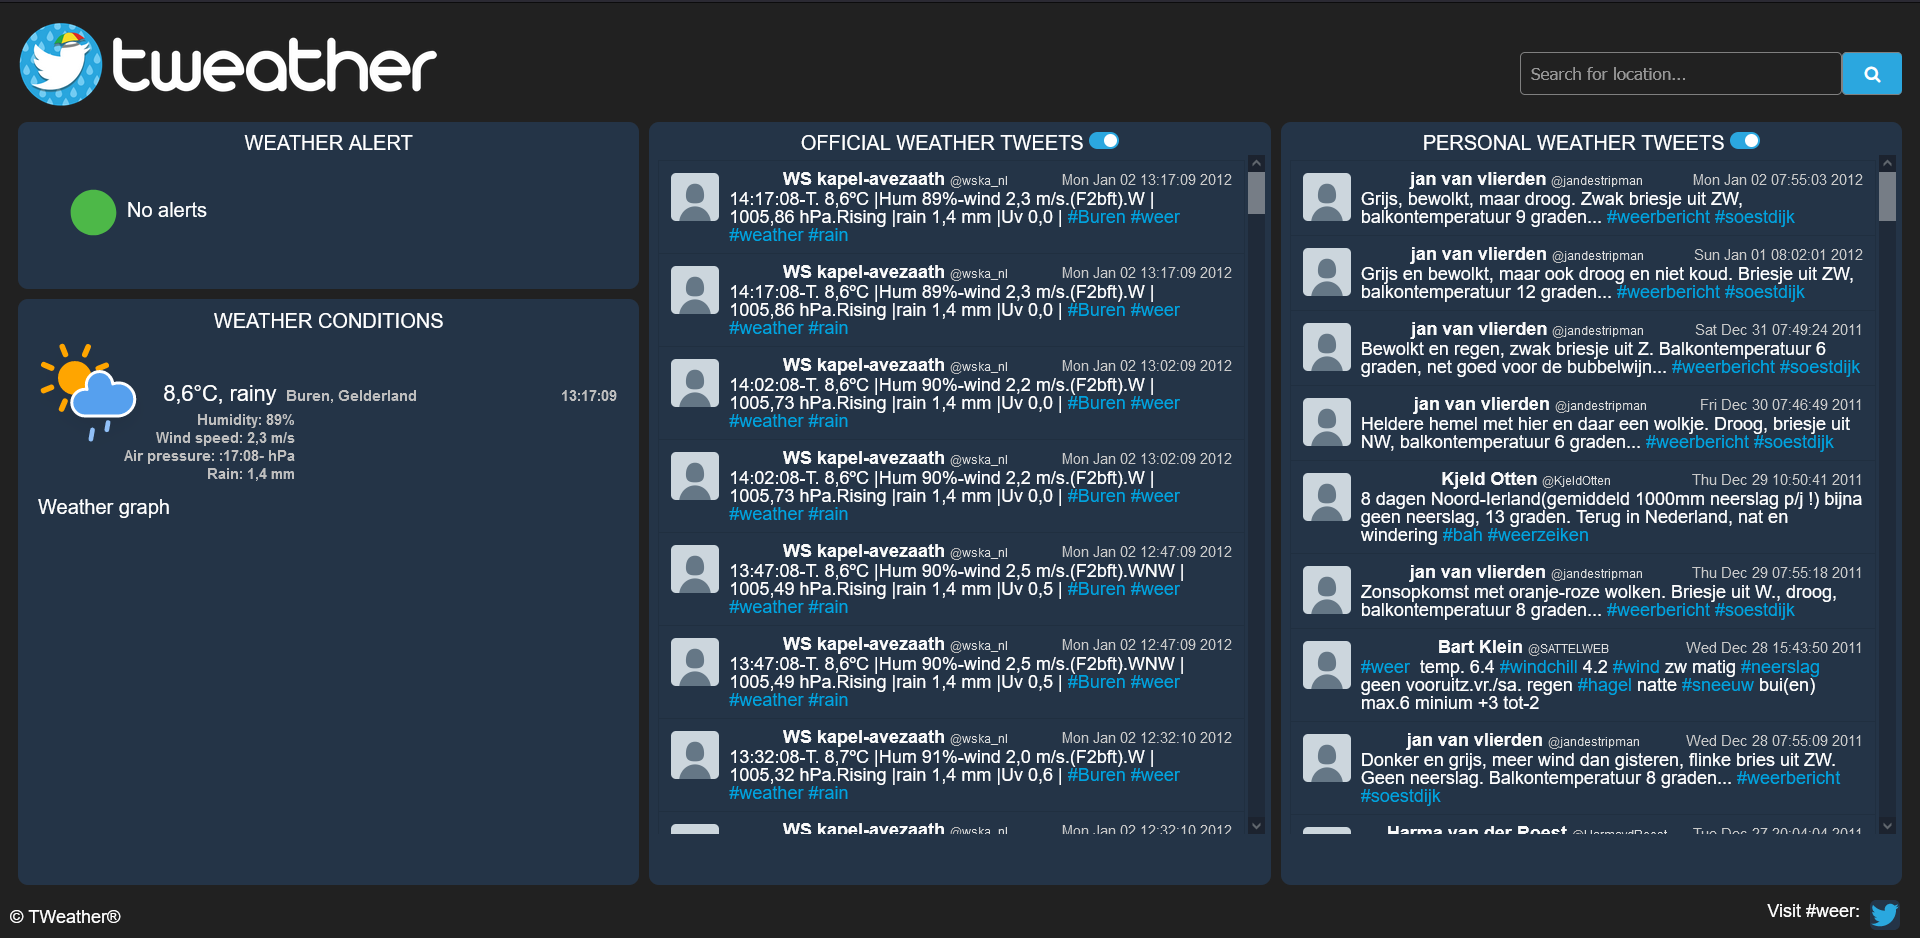 tweather
Search for location...
WEATHER ALERT
No alerts
WEATHER CONDITIONS
8,6°C, rainy Buren, Gelderland 13:17:09
Humidity: 89%
Wind speed: 2,3 m/s
Air pressure: :17:08- hPa
Rain: 1,4 mm
Weather graph
OFFICIAL WEATHER TWEETS
WS kapel-avezaath @wska_nl Mon Jan 02 13:17:09 2012
14:17:08-T. 8,6ºC |Hum 89%-wind 2,3 m/s.(F2bft).W |
1005,86 hPa.Rising |rain 1,4 mm |Uv 0,0 | #Buren #weer
#weather #rain
WS kapel-avezaath @wska_nl Mon Jan 02 13:17:09 2012
14:17:08-T. 8,6ºC |Hum 89%-wind 2,3 m/s.(F2bft).W |
1005,86 hPa.Rising |rain 1,4 mm |Uv 0,0 | #Buren #weer
#weather #rain
WS kapel-avezaath @wska_nl Mon Jan 02 13:02:09 2012
14:02:08-T. 8,6ºC |Hum 90%-wind 2,2 m/s.(F2bft).W |
1005,73 hPa.Rising |rain 1,4 mm |Uv 0,0 | #Buren #weer
#weather #rain
WS kapel-avezaath @wska_nl Mon Jan 02 13:02:09 2012
14:02:08-T. 8,6ºC |Hum 90%-wind 2,2 m/s.(F2bft).W |
1005,73 hPa.Rising |rain 1,4 mm |Uv 0,0 | #Buren #weer
#weather #rain
WS kapel-avezaath @wska_nl Mon Jan 02 12:47:09 2012
13:47:08-T. 8,6ºC |Hum 90%-wind 2,5 m/s.(F2bft).WNW |
1005,49 hPa.Rising |rain 1,4 mm |Uv 0,5 | #Buren #weer
#weather #rain
WS kapel-avezaath @wska_nl Mon Jan 02 12:47:09 2012
13:47:08-T. 8,6ºC |Hum 90%-wind 2,5 m/s.(F2bft).WNW |
1005,49 hPa.Rising |rain 1,4 mm |Uv 0,5 | #Buren #weer
#weather #rain
WS kapel-avezaath @wska_nl Mon Jan 02 12:32:10 2012
13:32:08-T. 8,7ºC |Hum 91%-wind 2,0 m/s.(F2bft).W |
1005,32 hPa.Rising |rain 1,4 mm |Uv 0,6 | #Buren #weer
#weather #rain
WS kapel-avezaath @wska_nl Mon Jan 02 12:32:10 2012
PERSONAL WEATHER TWEETS
jan van vlierden @jandestripman Mon Jan 02 07:55:03 2012
Grijs, bewolkt, maar droog. Zwak briesje uit ZW,
balkontemperatuur 9 graden... #weerbericht #soestdijk
jan van vlierden @jandestripman Sun Jan 01 08:02:01 2012
Grijs en bewolkt, maar ook droog en niet koud. Briesje uit ZW,
balkontemperatuur 12 graden... #weerbericht #soestdijk
jan van vlierden @jandestripman Sat Dec 31 07:49:24 2011
Bewolkt en regen, zwak briesje uit Z. Balkontemperatuur 6
graden, net goed voor de bubbelwijn... #weerbericht #soestdijk
jan van vlierden @jandestripman Fri Dec 30 07:46:49 2011
Heldere hemel met hier en daar een wolkje. Droog, briesje uit
NW, balkontemperatuur 6 graden... #weerbericht #soestdijk
Kjeld Otten @KjeldOtten Thu Dec 29 10:50:41 2011
8 dagen Noord-Ierland(gemiddeld 1000mm neerslag p/j !) bijna
geen neerslag, 13 graden. Terug in Nederland, nat en
windering #bah #weerzeiken
jan van vlierden @jandestripman Thu Dec 29 07:55:18 2011
Zonsopkomst met oranje-roze wolken. Briesje uit W., droog,
balkontemperatuur 8 graden... #weerbericht #soestdijk
Bart Klein @SATTELWEB Wed Dec 28 15:43:50 2011
#weer temp. 6.4 #windchill 4.2 #wind zw matig #neerslag
geen vooruitz.vr./sa. regen #hagel natte #sneeuw bui(en)
max.6 minium +3 tot-2
jan van vlierden @jandestripman Wed Dec 28 07:55:09 2011
Donker en grijs, meer wind dan gisteren, flinke bries uit ZW.
Geen neerslag. Balkontemperatuur 8 graden... #weerbericht
#soestdijk
Harma van der Roest @HarmavdRoest Tue Dec 27 20:04:04 2011
© TWeather®
Visit #weer: